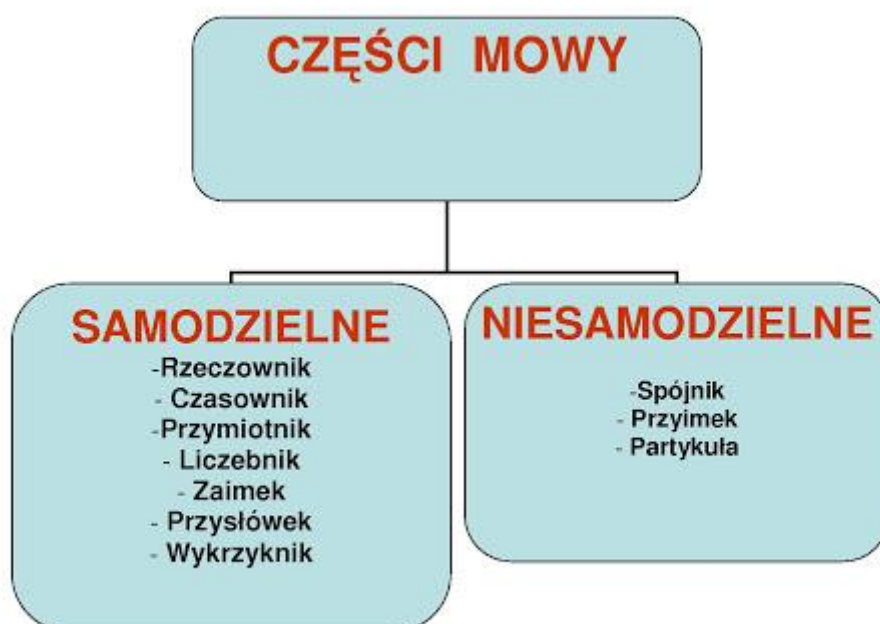 CZĘŚCI MOWY
SAMODZIELNE
-Rzeczownik
- Czasownik
-Przymiotnik
- Liczebnik
- Zaimek
- Przysłówek
- Wykrzyknik
NIESAMODZIELNE
-Spójnik
- Przyimek
- Partykuła